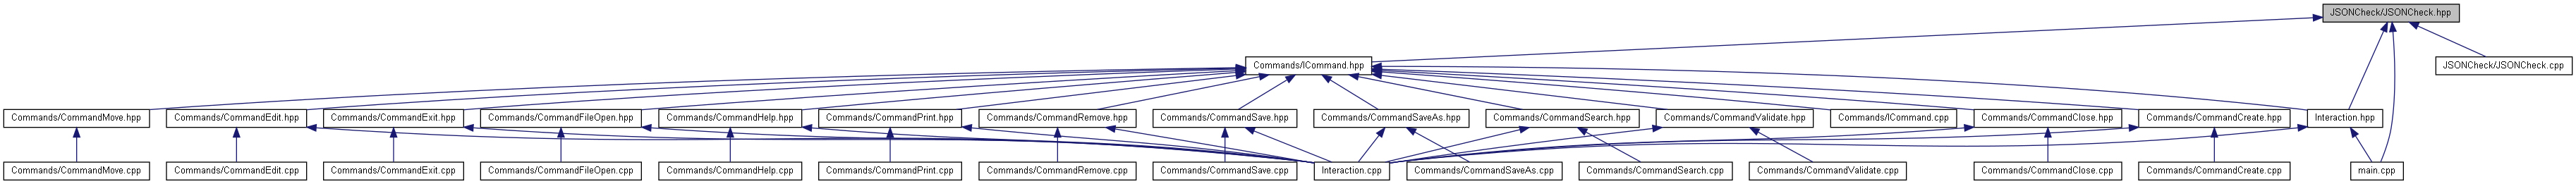 JSONCheck/JSONCheck.hpp
Commands/ICommand.hpp
JSONCheck/JSONCheck.cpp
Commands/CommandMove.hpp
Commands/CommandEdit.hpp
Commands/CommandExit.hpp
Commands/CommandFileOpen.hpp
Commands/CommandHelp.hpp
Commands/CommandPrint.hpp
Commands/CommandRemove.hpp
Commands/CommandSave.hpp
Commands/CommandSaveAs.hpp
Commands/CommandSearch.hpp
Commands/CommandValidate.hpp
Commands/ICommand.cpp
Commands/CommandClose.hpp
Commands/CommandCreate.hpp
Interaction.hpp
Commands/CommandMove.cpp
Commands/CommandEdit.cpp
Commands/CommandExit.cpp
Commands/CommandFileOpen.cpp
Commands/CommandHelp.cpp
Commands/CommandPrint.cpp
Commands/CommandRemove.cpp
Commands/CommandSave.cpp
Interaction.cpp
Commands/CommandSaveAs.cpp
Commands/CommandSearch.cpp
Commands/CommandValidate.cpp
Commands/CommandClose.cpp
Commands/CommandCreate.cpp
main.cpp